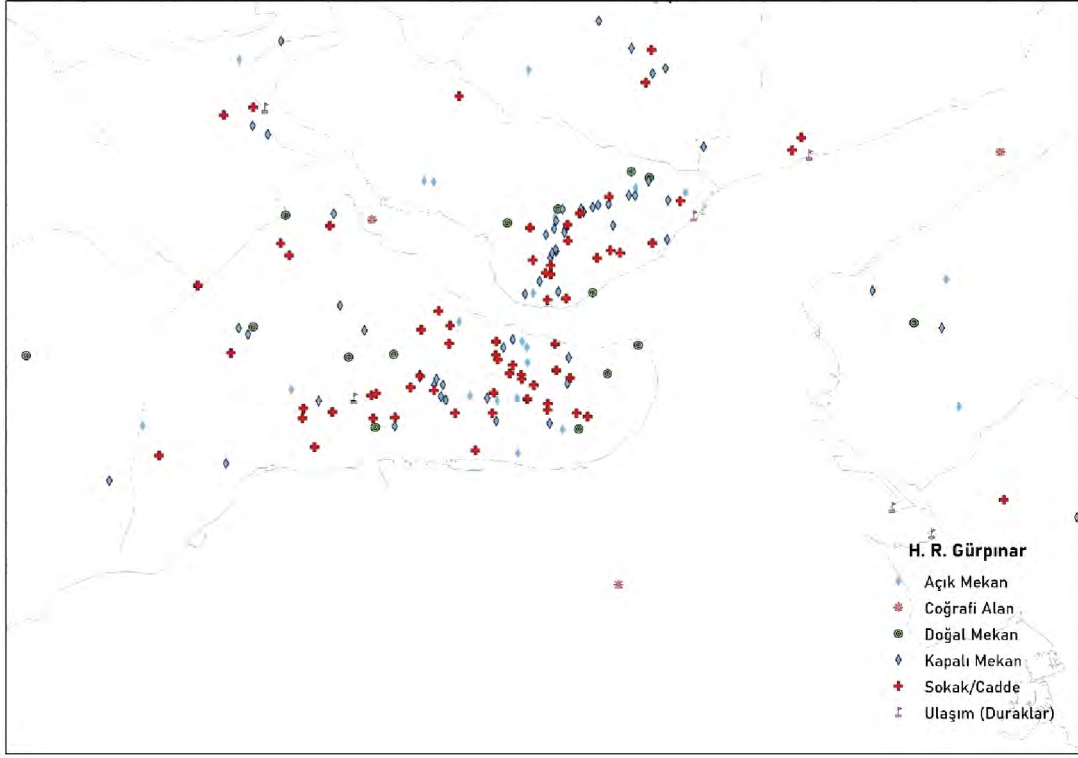 H. R. Gürpınar
Açık Mekan
Coğrafi Alan
Doğal Mekan
Kapalı Mekan
Sokak/Cadde
Ulaşım (Duraklar)